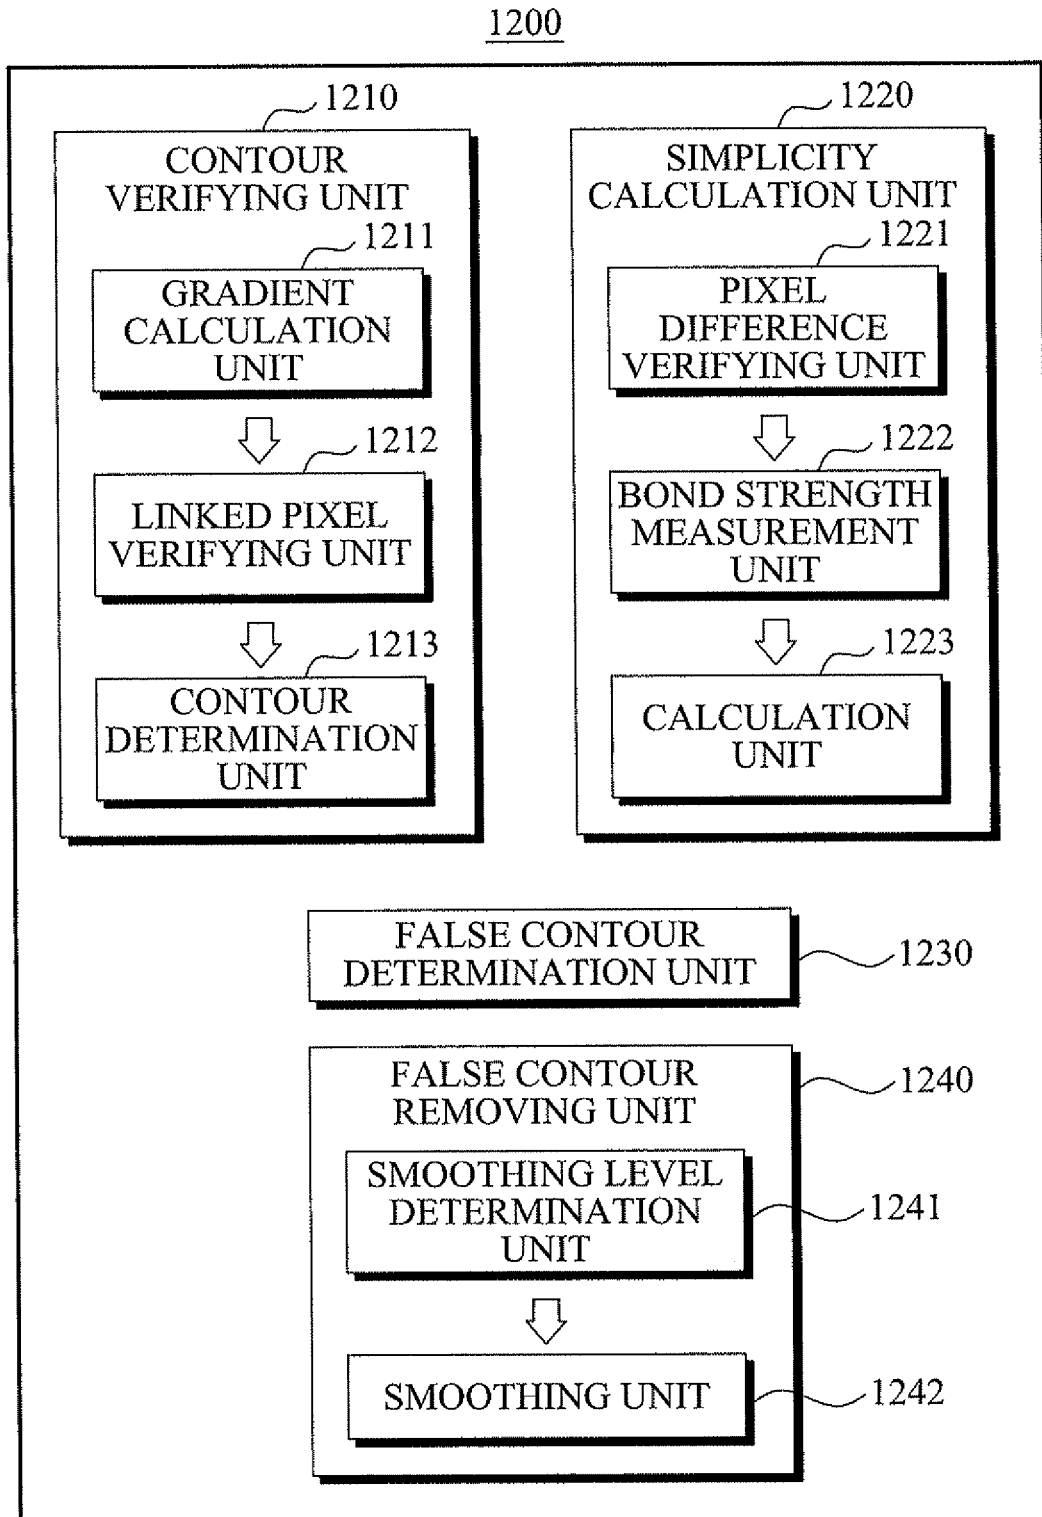 1200
1210
CONTOUR
VERIFYING UNIT
1211
GRADIENT
CALCULATION
UNIT
1212
LINKED PIXEL
VERIFYING UNIT
1213
CONTOUR
DETERMINATION
UNIT
1220
SIMPLICITY
CALCULATION UNIT
1221
PIXEL
DIFFERENCE
VERIFYING UNIT
1222
BOND STRENGTH
MEASUREMENT
UNIT
1223
CALCULATION
UNIT
FALSE CONTOUR
DETERMINATION UNIT
1230
FALSE CONTOUR
REMOVING UNIT
1240
SMOOTHING LEVEL
DETERMINATION
UNIT
1241
SMOOTHING UNIT
1242